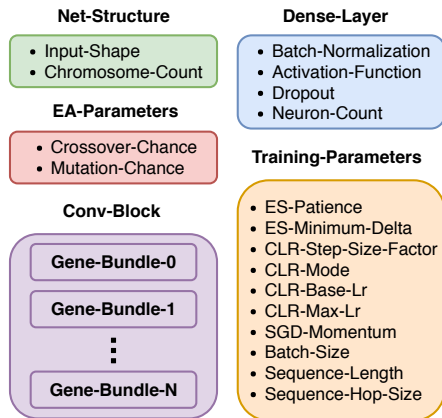 Net-Structure
• Input-Shape
• Chromosome-Count
EA-Parameters
• Crossover-Chance
• Mutation-Chance
Conv-Block
Gene-Bundle-0
Gene-Bundle-1
Gene-Bundle-N
Dense-Layer
• Batch-Normalization
• Activation-Function
• Dropout
• Neuron-Count
Training-Parameters
• ES-Patience
• ES-Minimum-Delta
• CLR-Step-Size-Factor
• CLR-Mode
• CLR-Base-Lr
• CLR-Max-Lr
• SGD-Momentum
• Batch-Size
• Sequence-Length
• Sequence-Hop-Size